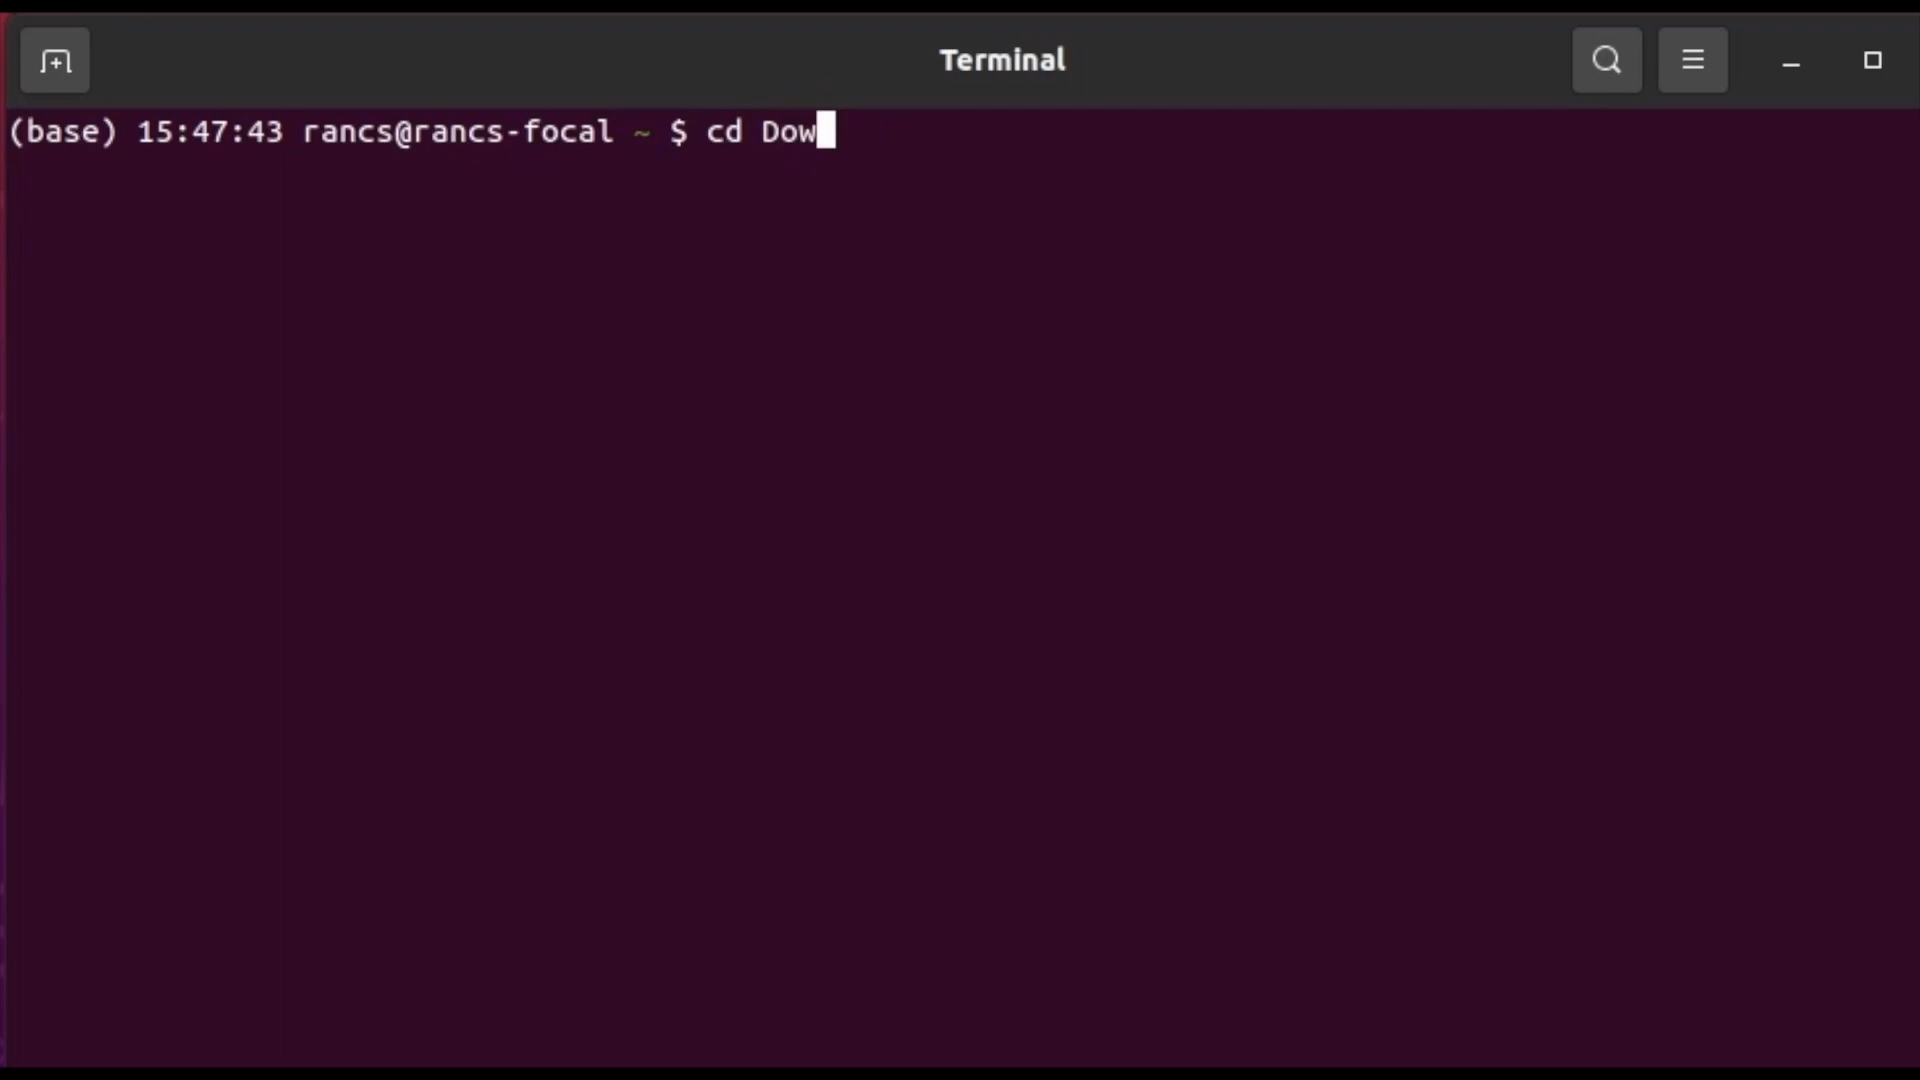 Terminal
(base) 15:47:43 rancs@rancs-focal ~ $ cd Dow